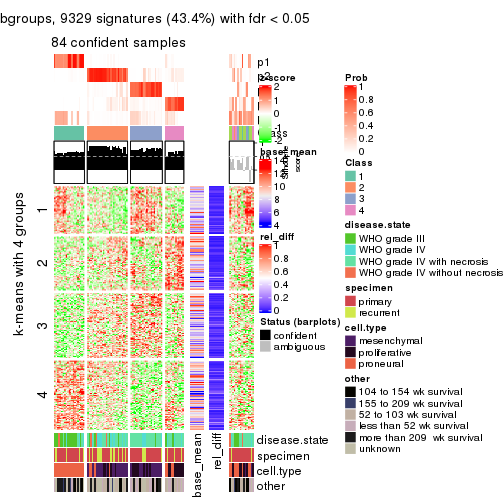 bgroups, 9329 signatures (43.4%) with fdr < 0.05
84 confident samples
p1
z-score
2
1
0
-1
-2
base_mean
14
12
10
8
6
4
rel_diff
1
0.8
0.6
0.4
0.2
0
Status (barplots)
confident
ambiguous
Prob
1
0.8
0.6
0.4
0.2
0
Class
1
2
3
4
disease.state
WHO grade III
WHO grade IV
WHO grade IV with necrosis
WHO grade IV without necrosis
specimen
primary
recurrent
cell.type
mesenchymal
proliferative
proneural
other
104 to 154 wk survival
155 to 209 wk survival
52 to 103 wk survival
less than 52 wk survival
more than 209 wk survival
unknown
k-means with 4 groups
1
2
3
4
base_mean
rel_diff
disease.state
specimen
cell.type
other